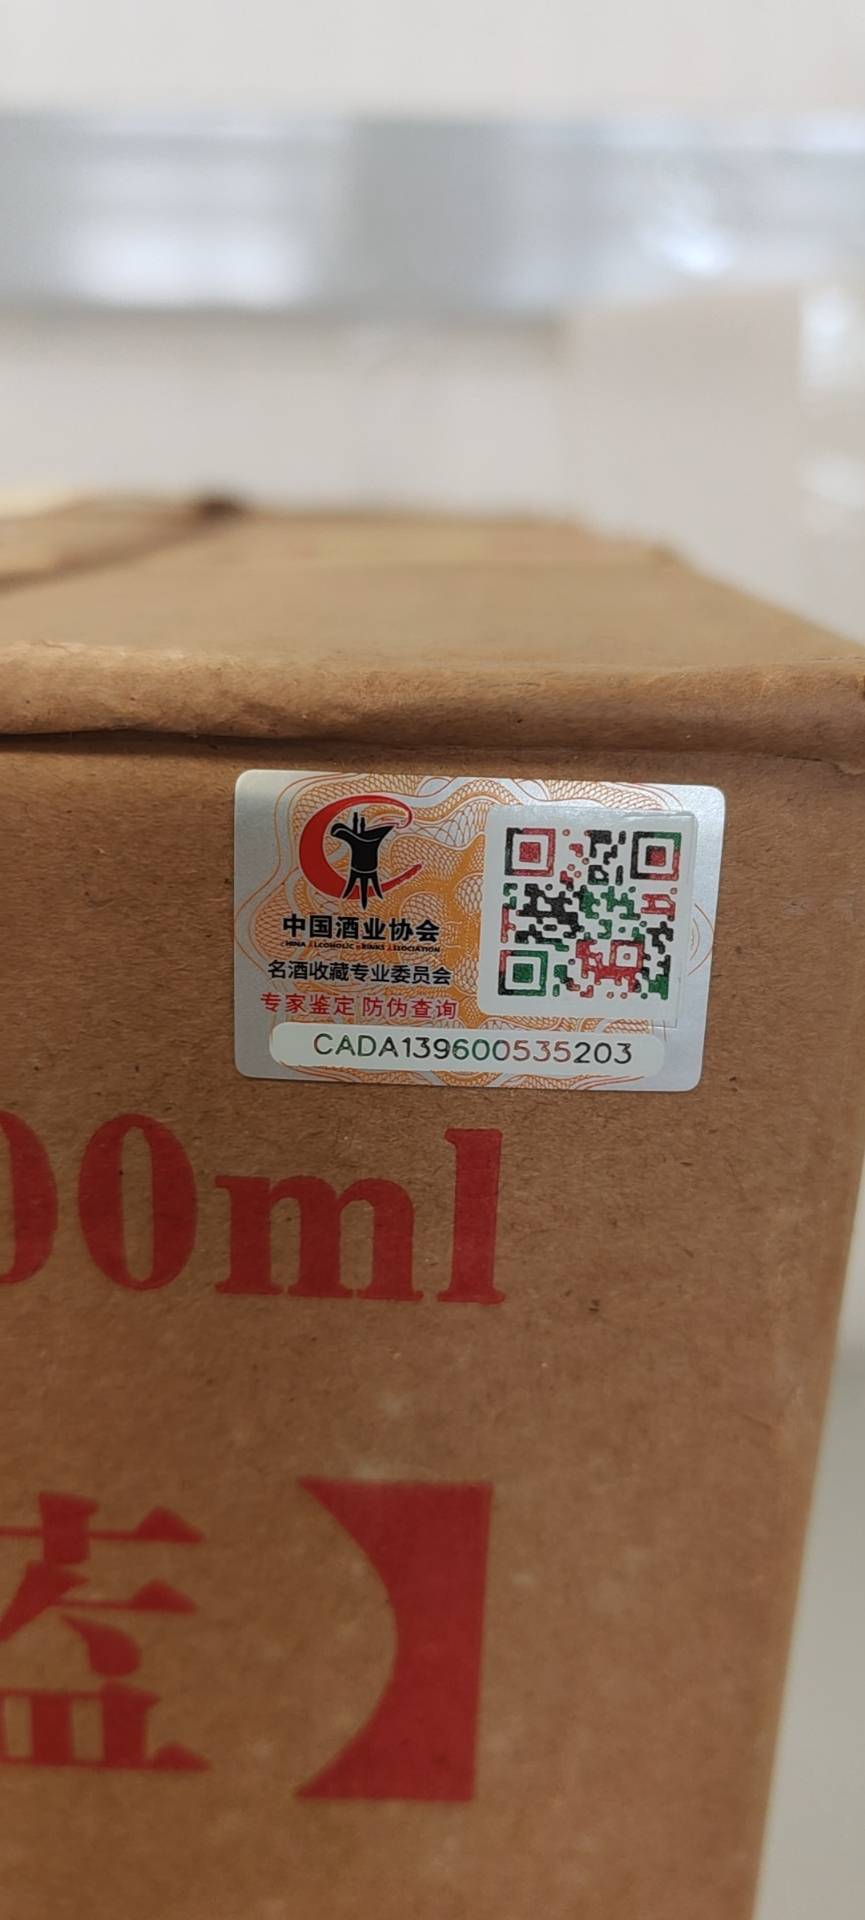 中国酒业协会
CHINA ALCOHOLIC DRINKS ASSOCIATION
名酒收藏专业委员会
专家鉴定 防伪查询
CADA139600535203
00ml
】